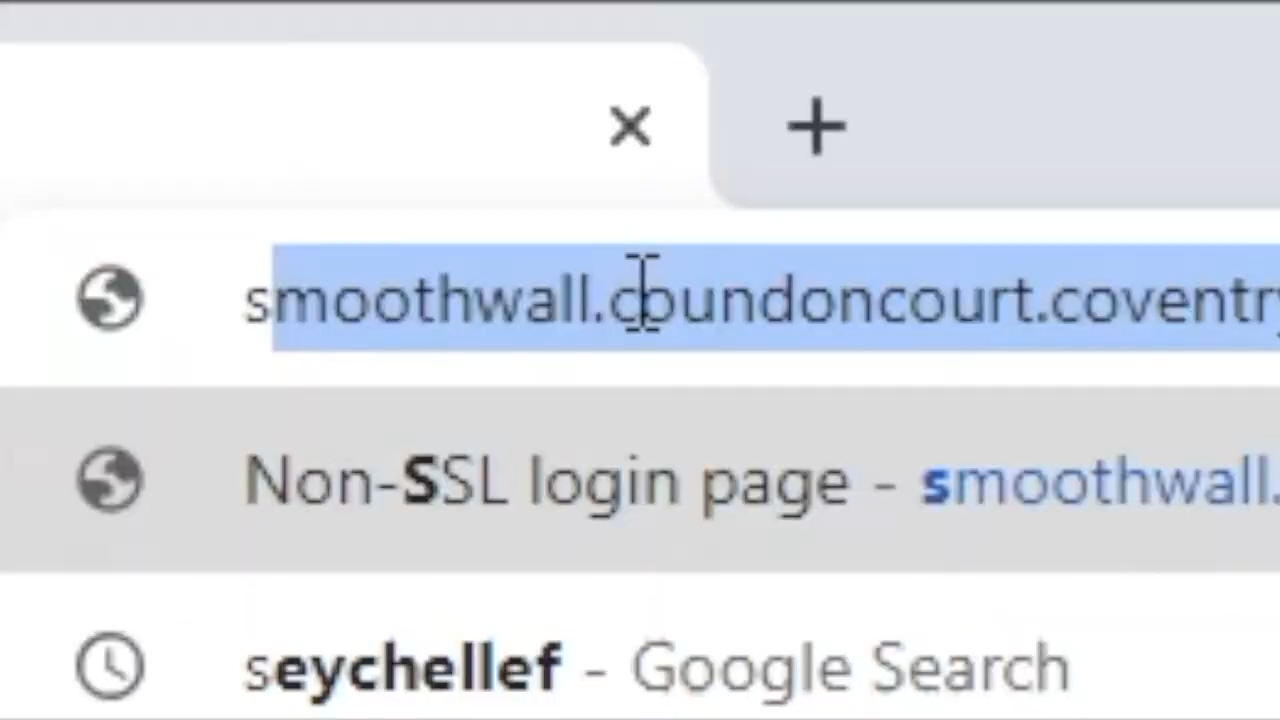 smoothwall.coundoncourt.coventry
Non-SSL login page - smoothwall.
seychellef - Google Search